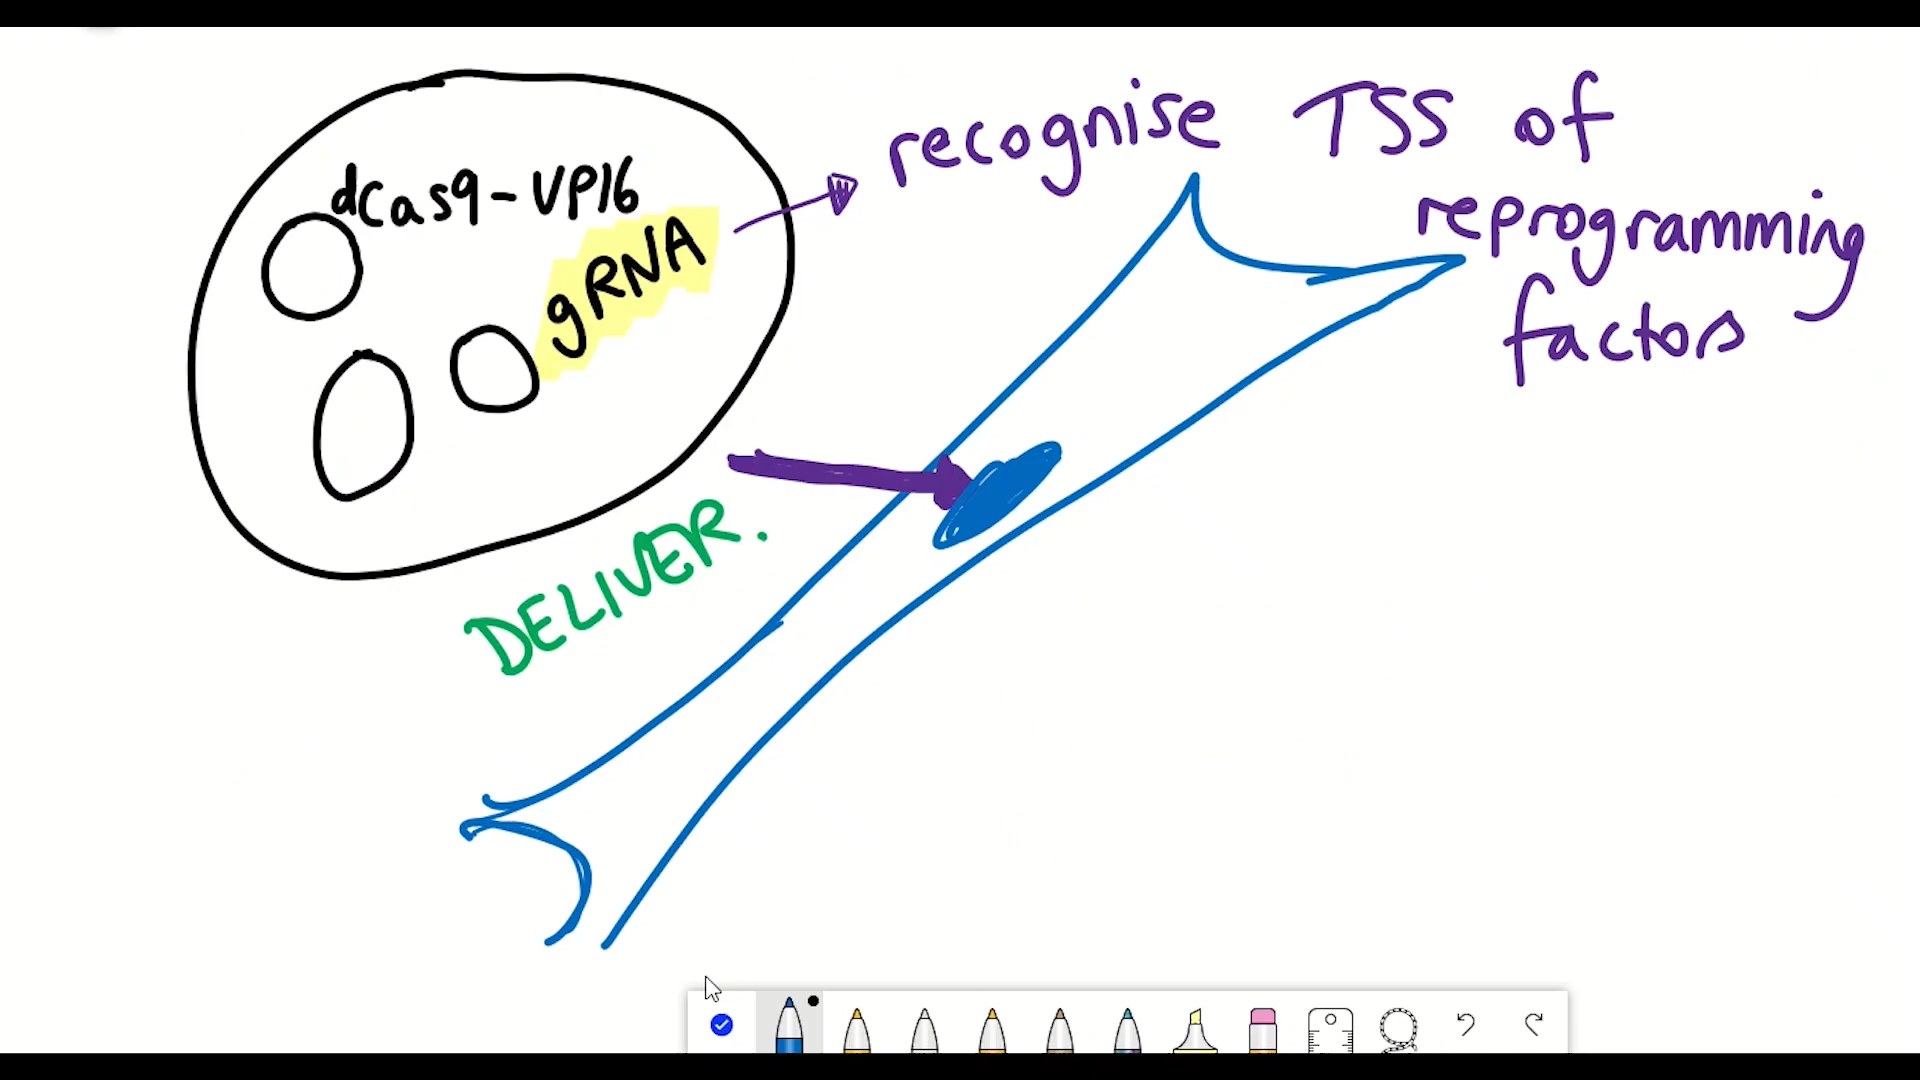 dCas9-VP16
gRNA
recognise TSS of
reprogramming
factors
DELIVER.